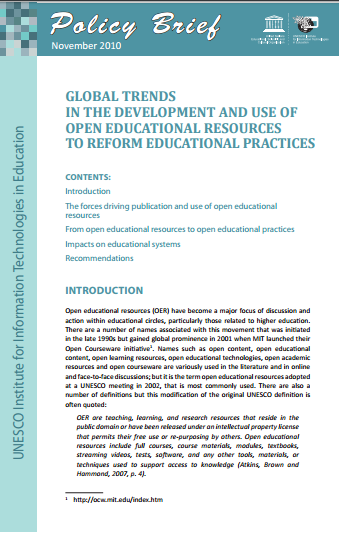 Policy Brief
November 2010
UNESCO Institute for Information Technologies in Education
GLOBAL TRENDS
IN THE DEVELOPMENT AND USE OF
OPEN EDUCATIONAL RESOURCES
TO REFORM EDUCATIONAL PRACTICES
CONTENTS:
Introduction
The forces driving publication and use of open educational
resources
From open educational resources to open educational practices
Impacts on educational systems
Recommendations
INTRODUCTION
Open educational resources (OER) have become a major focus of discussion and
action within educational circles, particularly those related to higher education.
There are a number of names associated with this movement that was initiated
in the late 1990s but gained global prominence in 2001 when MIT launched their
Open Courseware initiative¹. Names such as open content, open educational
content, open learning resources, open educational technologies, open academic
resources and open courseware are variously used in the literature and in online
and face-to-face discussions; but it is the term open educational resources adopted
at a UNESCO meeting in 2002, that is most commonly used. There are also a
number of definitions but this modification of the original UNESCO definition is
often quoted:
OER are teaching, learning, and research resources that reside in the
public domain or have been released under an intellectual property license
that permits their free use or re-purposing by others. Open educational
resources include full courses, course materials, modules, textbooks,
streaming videos, tests, software, and any other tools, materials, or
techniques used to support access to knowledge (Atkins, Brown and
Hammond, 2007, p. 4).
¹ http://ocw.mit.edu/index.htm